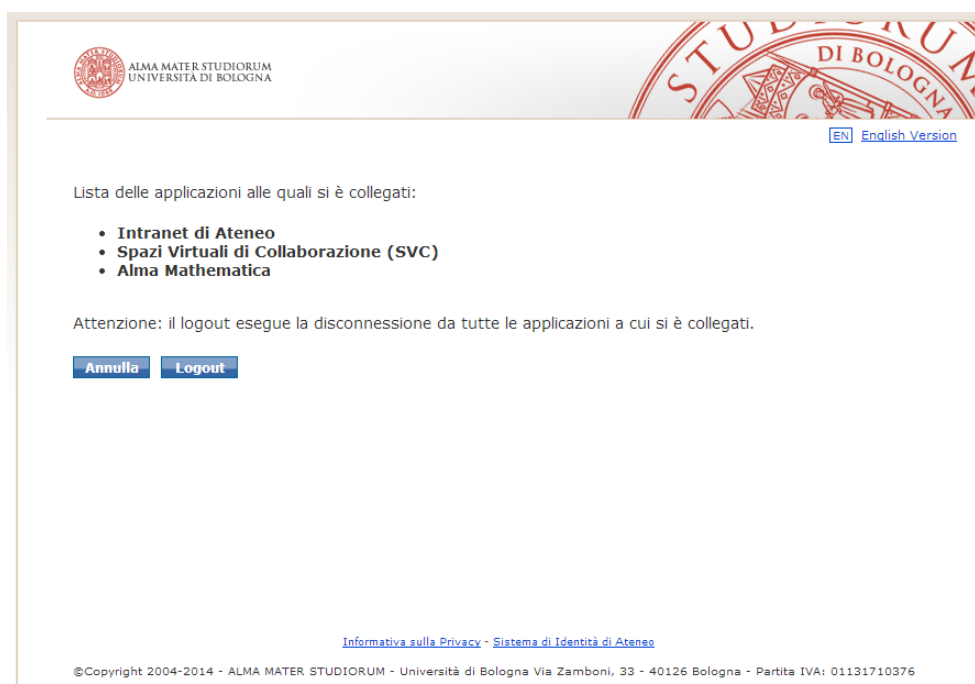 ALMA MATER STUDIORUM
UNIVERSITÀ DI BOLOGNA
STUDIORUM
DI BOLOGNA
EN English Version
Lista delle applicazioni alle quali si è collegati:
• Intranet di Ateneo
• Spazi Virtuali di Collaborazione (SVC)
• Alma Mathematica
Attenzione: il logout esegue la disconnessione da tutte le applicazioni a cui si è collegati.
Annulla Logout
Informativa sulla Privacy - Sistema di Identità di Ateneo
©Copyright 2004-2014 - ALMA MATER STUDIORUM - Università di Bologna Via Zamboni, 33 - 40126 Bologna - Partita IVA: 01131710376